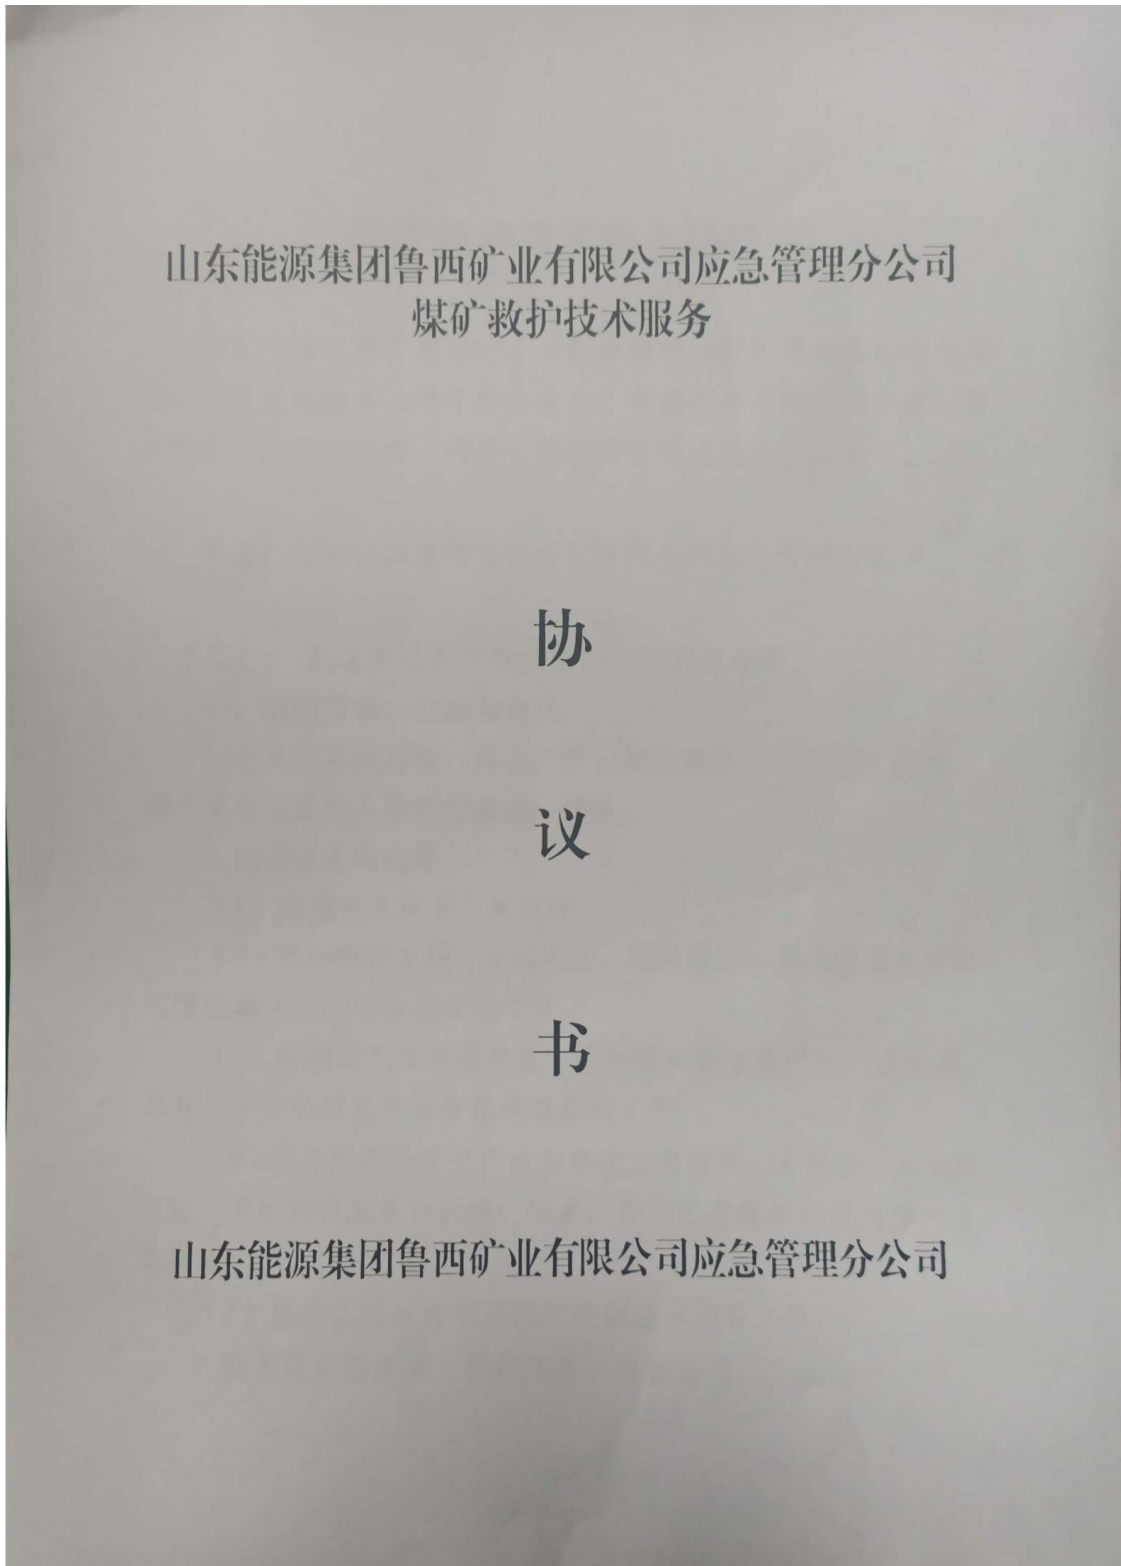 山东能源集团鲁西矿业有限公司应急管理分公司
煤矿救护技术服务
协
议
书
山东能源集团鲁西矿业有限公司应急管理分公司